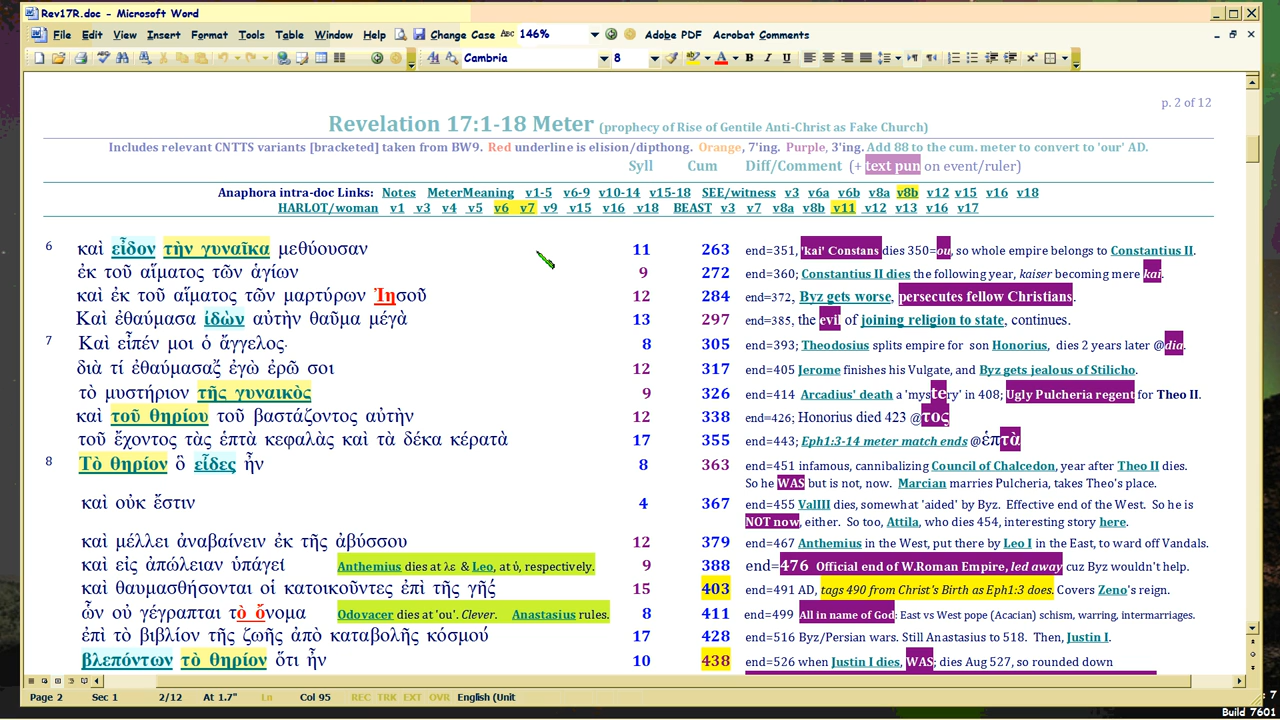 Rev17R.doc - Microsoft Word
File Edit View Insert Format Tools Table Window Help Change Case ABC 146% Adobe PDF Acrobat Comments
Cambria 8 B I U
p. 2 of 12
Revelation 17:1-18 Meter (prophecy of Rise of Gentile Anti-Christ as Fake Church)
Includes relevant CNTTS variants [bracketed] taken from BW9. Red underline is elision/dipthong. Orange, 7'ing. Purple, 3'ing. Add 88 to the cum. meter to convert to 'our' AD.
Syll Cum Diff/Comment (+ text pun on event/ruler)
Anaphora intra-doc Links: Notes MeterMeaning v1-5 v6-9 v10-14 v15-18 SEE/witness v3 v6a v6b v8a v8b v12 v15 v16 v18
HARLOT/woman v1 v3 v4 v5 v6 v7 v9 v15 v16 v18 BEAST v3 v7 v8a v8b v11 v12 v13 v16 v17
6 καὶ εἶδον τὴν γυναῖκα μεθύουσαν 11 263 end=351, 'kai' Constans dies 350=ou, so whole empire belongs to Constantius II.
ἐκ τοῦ αἵματος τῶν ἁγίων 9 272 end=360; Constantius II dies the following year, kaiser becoming mere kai.
καὶ ἐκ τοῦ αἵματος τῶν μαρτύρων Ἰησοῦ 12 284 end=372, Byz gets worse, persecutes fellow Christians.
Καὶ ἐθαύμασα ἰδὼν αὐτὴν θαῦμα μέγὰ 13 297 end=385, the evil of joining religion to state, continues.
7 Καὶ εἶπέν μοι ὁ ἄγγελος· 8 305 end=393; Theodosius splits empire for son Honorius, dies 2 years later @dia.
διὰ τί ἐθαύμασαξ ἐγὼ ἐρῶ σοι 12 317 end=405 Jerome finishes his Vulgate, and Byz gets jealous of Stilicho.
τὸ μυστήριον τῆς γυναικὸς 9 326 end=414 Arcadius' death a 'mystery' in 408; Ugly Pulcheria regent for Theo II.
καὶ τοῦ θηρίου τοῦ βαστάζοντος αὐτὴν 12 338 end=426; Honorius died 423 @τος
τοῦ ἔχοντος τὰς ἑπτὰ κεφαλὰς καὶ τὰ δέκα κέρατὰ 17 355 end=443; Eph1:3-14 meter match ends @ἑπτὰ
8 Τὸ θηρίον ὃ εἶδες ἦν 8 363 end=451 infamous, cannibalizing Council of Chalcedon, year after Theo II dies.
So he WAS but is not, now. Marcian marries Pulcheria, takes Theo's place.
καὶ οὐκ ἔστιν 4 367 end=455 ValIII dies, somewhat 'aided' by Byz. Effective end of the West. So he is
NOT now, either. So too, Attila, who dies 454, interesting story here.
καὶ μέλλει ἀναβαίνειν ἐκ τῆς ἀβύσσου 12 379 end=467 Anthemius in the West, put there by Leo I in the East, to ward off Vandals.
καὶ εἰς ἀπώλειαν ὑπάγεί Anthemius dies at λε & Leo, at ύ, respectively. 9 388 end=476 Official end of W.Roman Empire, led away cuz Byz wouldn't help.
καὶ θαυμασθήσονται οἱ κατοικοῦντες ἐπὶ τῆς γῆς 15 403 end=491 AD, tags 490 from Christ's Birth as Eph1:3 does. Covers Zeno's reign.
ὧν οὐ γέγραπται τὸ ὄνομα Odovacer dies at 'ou'. Clever. Anastasius rules. 8 411 end=499 All in name of God: East vs West pope (Acacian) schism, warring, intermarriages.
ἐπὶ τὸ βιβλίον τῆς ζωῆς ἀπὸ καταβολῆς κόσμού 17 428 end=516 Byz/Persian wars. Still Anastasius to 518. Then, Justin I.
βλεπόντων τὸ θηρίον ὅτι ἦν 10 438 end=526 when Justin I dies, WAS; dies Aug 527, so rounded down
Page 2 Sec 1 2/12 At 1.7" Ln Col 95 REC TRK EXT OVR English (Unit
: 7
Build 7601